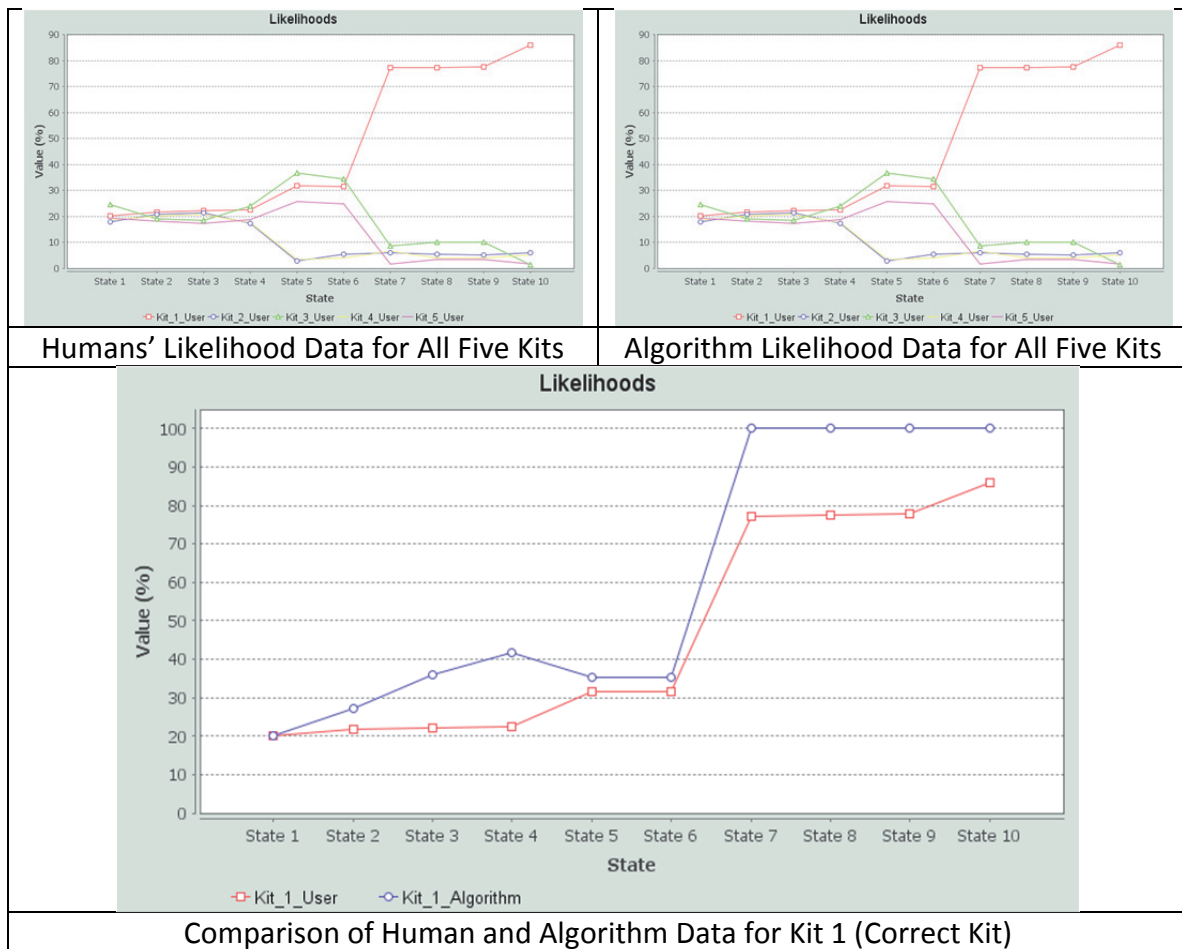 Likelihoods
90
80
70
60
50
40
30
20
10
0
Value (%)
State 1 State 2 State 3 State 4 State 5 State 6 State 7 State 8 State 9 State 10
State
Kit_1_User Kit_2_User Kit_3_User Kit_4_User Kit_5_User
Humans’ Likelihood Data for All Five Kits
Likelihoods
90
80
70
60
50
40
30
20
10
0
Value (%)
State 1 State 2 State 3 State 4 State 5 State 6 State 7 State 8 State 9 State 10
State
Kit_1_User Kit_2_User Kit_3_User Kit_4_User Kit_5_User
Algorithm Likelihood Data for All Five Kits
Likelihoods
100
90
80
70
60
50
40
30
20
10
0
Value (%)
State 1 State 2 State 3 State 4 State 5 State 6 State 7 State 8 State 9 State 10
State
Kit_1_User Kit_1_Algorithm
Comparison of Human and Algorithm Data for Kit 1 (Correct Kit)